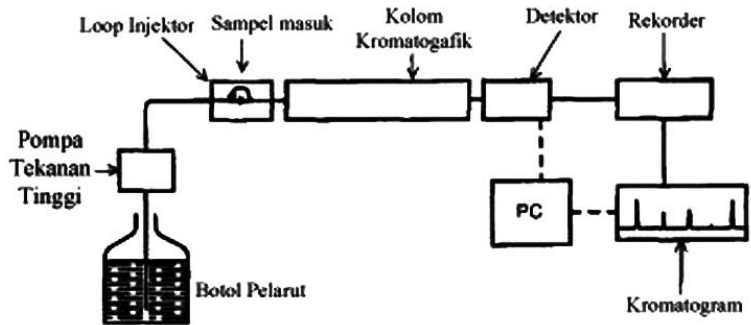 Loop Injektor
Sampel masuk
Kolom
Kromatogafik
Detektor
Rekorder
Pompa
Tekanan
Tinggi
PC
Botol Pelarut
Kromatogram